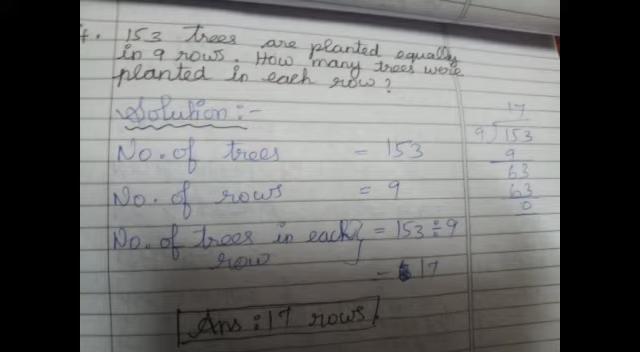 4. 153 trees are planted equally
in 9 rows. How many trees were
planted in each row?
Solution :-
No. of trees = 153
No. of rows = 9
No. of trees in each row = 153 ÷ 9
= 17
Ans : 17 rows
17
9) 153
9
63
63
0